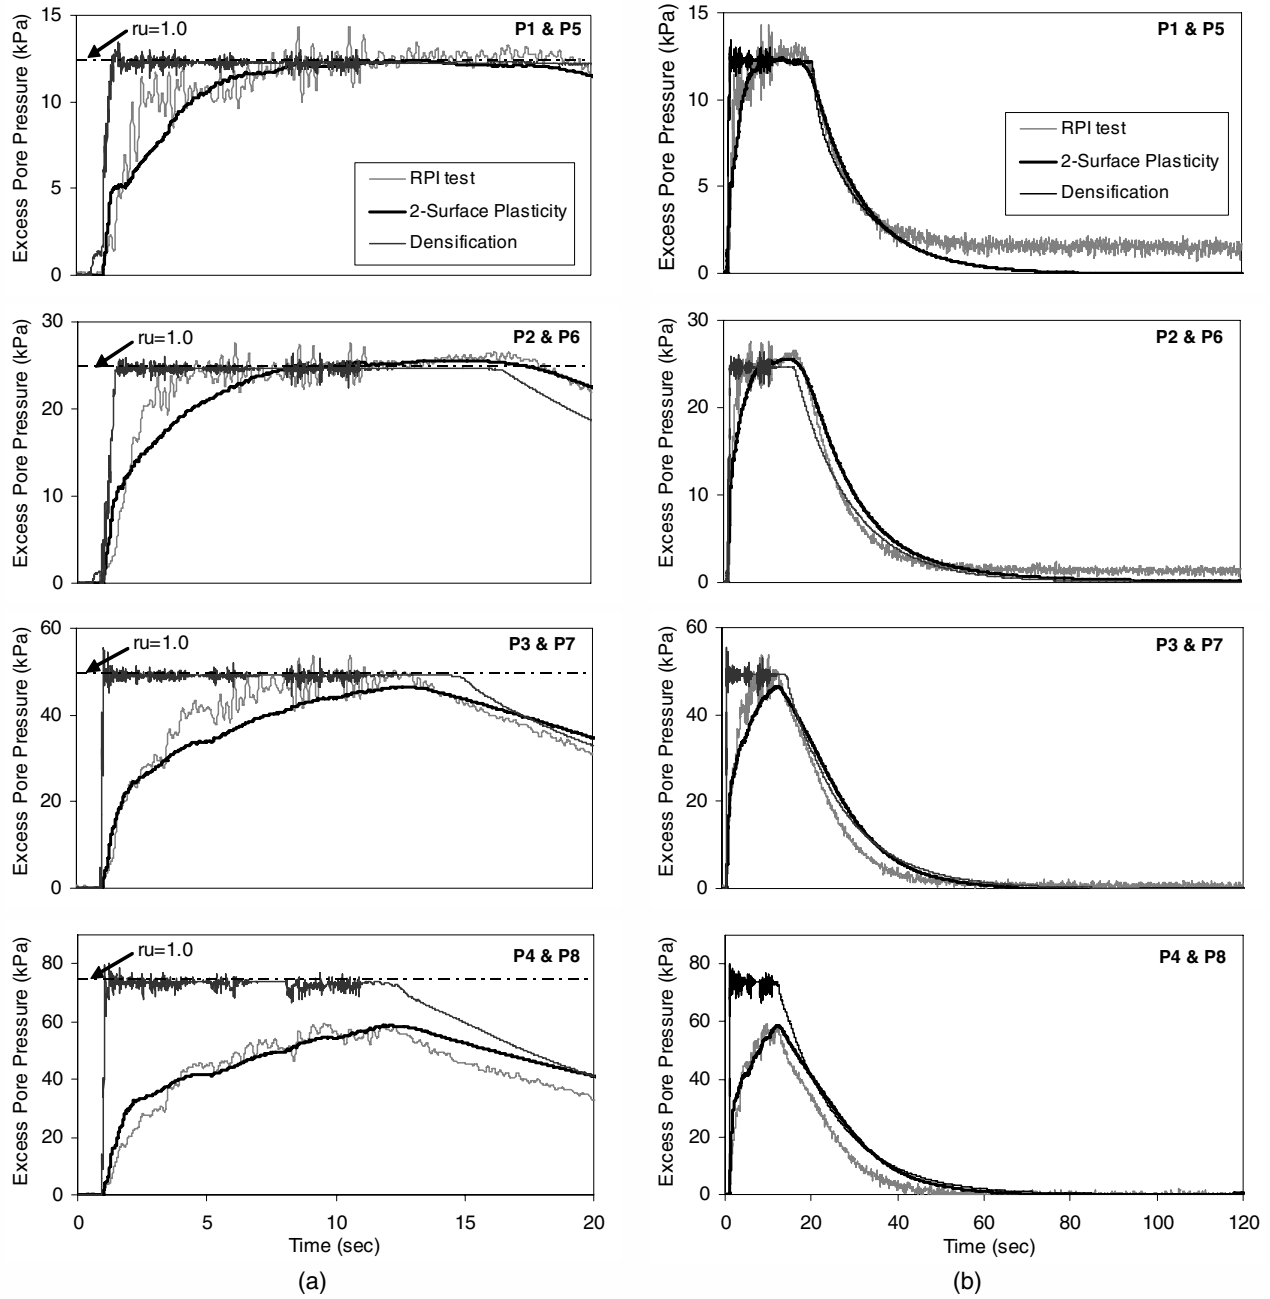 Excess Pore Pressure (kPa)
15
10
5
0
ru=1.0
P1 & P5
RPI test
2-Surface Plasticity
Densification
Excess Pore Pressure (kPa)
15
10
5
0
P1 & P5
RPI test
2-Surface Plasticity
Densification
Excess Pore Pressure (kPa)
30
20
10
0
ru=1.0
P2 & P6
Excess Pore Pressure (kPa)
30
20
10
0
P2 & P6
Excess Pore Pressure (kPa)
60
40
20
0
ru=1.0
P3 & P7
Excess Pore Pressure (kPa)
60
40
20
0
P3 & P7
Excess Pore Pressure (kPa)
80
60
40
20
0
ru=1.0
P4 & P8
0 5 10 15 20
Time (sec)
(a)
Excess Pore Pressure (kPa)
80
60
40
20
0
P4 & P8
0 20 40 60 80 100 120
Time (sec)
(b)